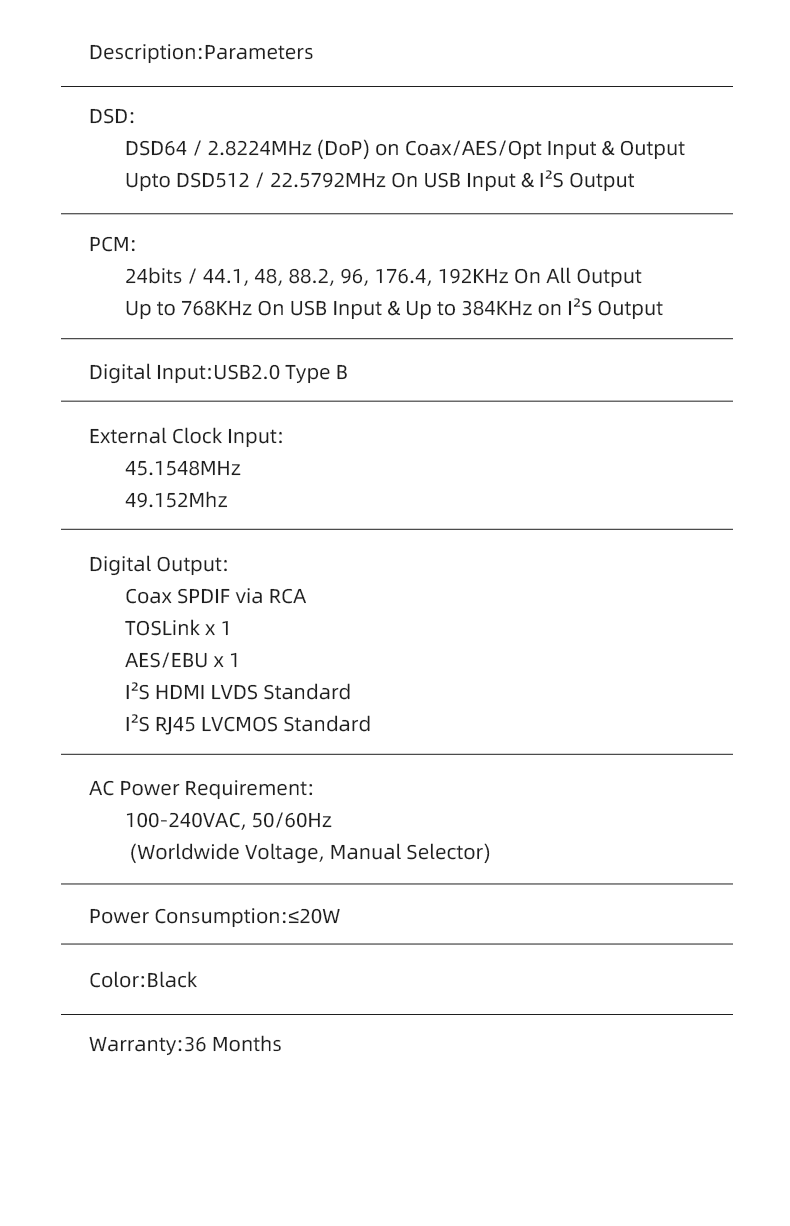 Description:Parameters
DSD:
DSD64 / 2.8224MHz (DoP) on Coax/AES/Opt Input & Output
Upto DSD512 / 22.5792MHz On USB Input & I²S Output
PCM:
24bits / 44.1, 48, 88.2, 96, 176.4, 192KHz On All Output
Up to 768KHz On USB Input & Up to 384KHz on I²S Output
Digital Input:USB2.0 Type B
External Clock Input:
45.1548MHz
49.152Mhz
Digital Output:
Coax SPDIF via RCA
TOSLink x 1
AES/EBU x 1
I²S HDMI LVDS Standard
I²S RJ45 LVCMOS Standard
AC Power Requirement:
100-240VAC, 50/60Hz
(Worldwide Voltage, Manual Selector)
Power Consumption:≤20W
Color:Black
Warranty:36 Months